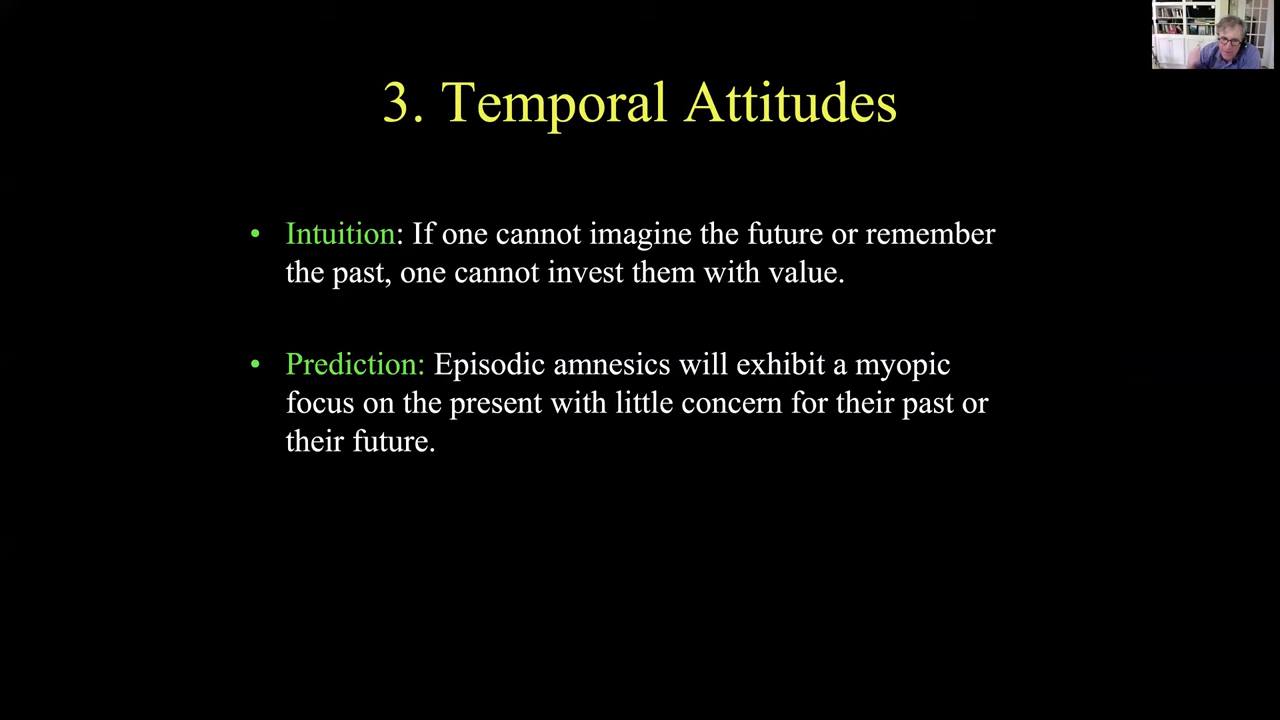 3. Temporal Attitudes
• Intuition: If one cannot imagine the future or remember
the past, one cannot invest them with value.
• Prediction: Episodic amnesics will exhibit a myopic
focus on the present with little concern for their past or
their future.